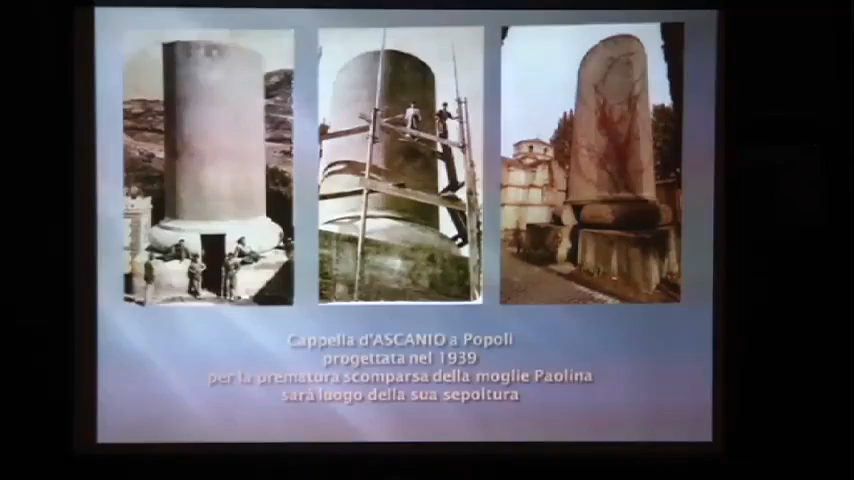 Cappella d'ASCANIO a Popoli
progettata nel 1939
per la prematura scomparsa della moglie Paolina
sarà luogo della sua sepoltura